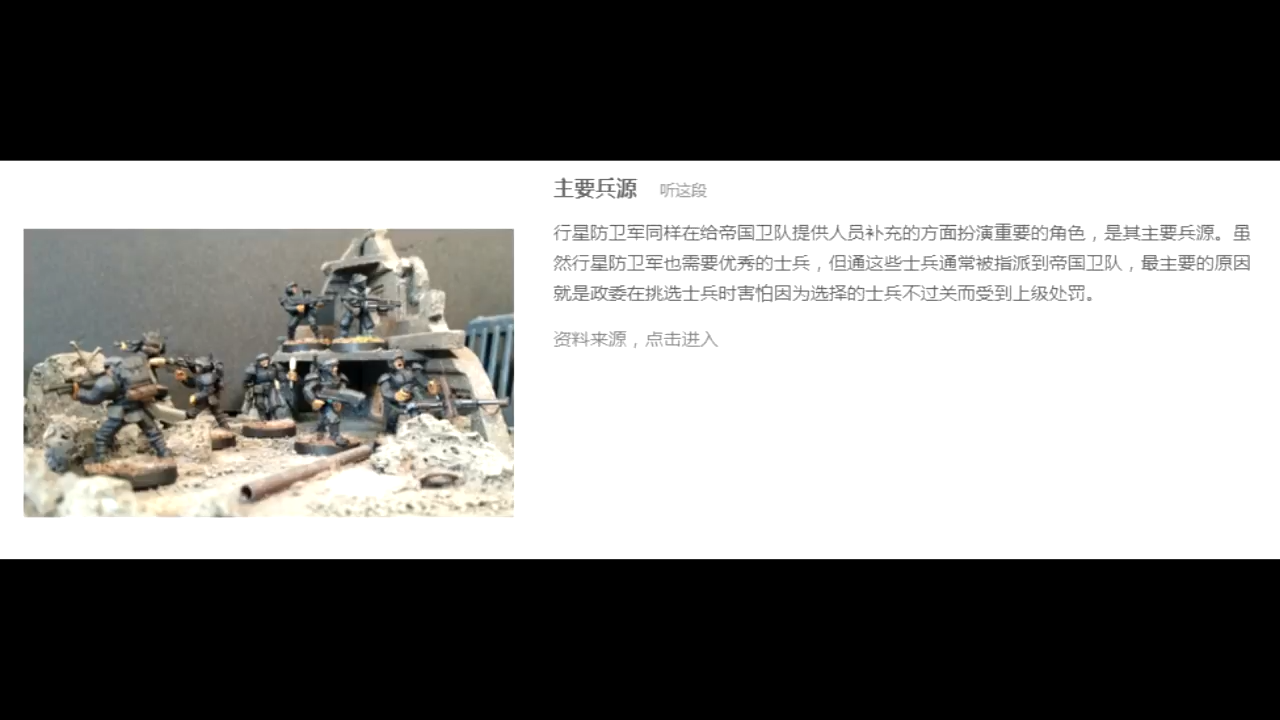 主要兵源 听这段
行星防卫军同样在给帝国卫队提供人员补充的方面扮演重要的角色，是其主要兵源。虽
然行星防卫军也需要优秀的士兵，但通这些士兵通常被指派到帝国卫队，最主要的原因
就是政委在挑选士兵时害怕因为选择的士兵不过关而受到上级处罚。
资料来源，点击进入